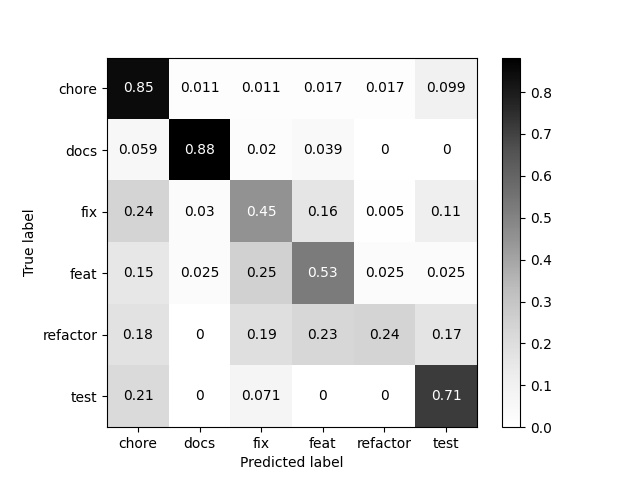 chore 0.85 0.011 0.011 0.017 0.017 0.099
docs 0.059 0.88 0.02 0.039 0 0
fix 0.24 0.03 0.45 0.16 0.005 0.11
feat 0.15 0.025 0.25 0.53 0.025 0.025
refactor 0.18 0 0.19 0.23 0.24 0.17
test 0.21 0 0.071 0 0 0.71
chore docs fix feat refactor test
Predicted label
True label
0.8
0.7
0.6
0.5
0.4
0.3
0.2
0.1
0.0